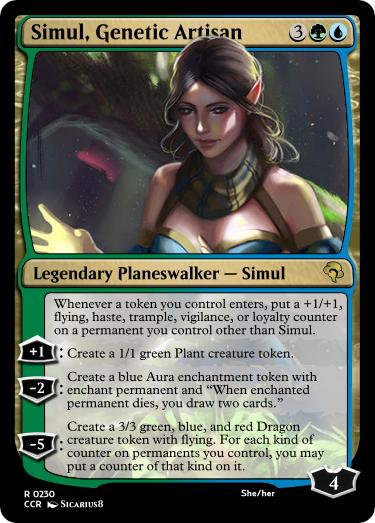 Simul, Genetic Artisan 3
Legendary Planeswalker — Simul
Whenever a token you control enters, put a +1/+1,
flying, haste, trample, vigilance, or loyalty counter
on a permanent you control other than Simul.
+1: Create a 1/1 green Plant creature token.
Create a blue Aura enchantment token with
-2: enchant permanent and “When enchanted
permanent dies, you draw two cards.”
Create a 3/3 green, blue, and red Dragon
creature token with flying. For each kind of
-5: counter on permanents you control, you may
put a counter of that kind on it.
4
R 0230 She/her
CCR Sicarius8